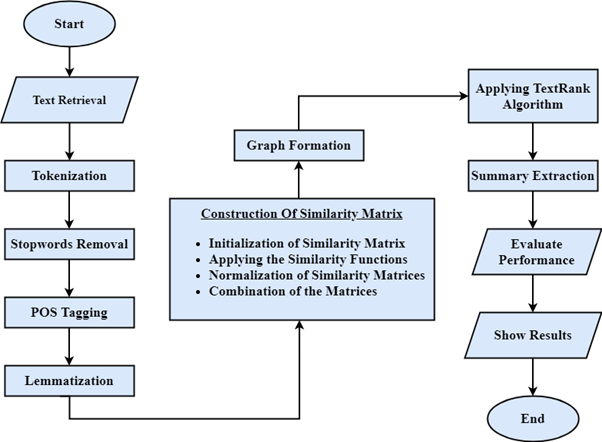 Start
Text Retrieval
Tokenization
Stopwords Removal
POS Tagging
Lemmatization
Construction Of Similarity Matrix
• Initialization of Similarity Matrix
• Applying the Similarity Functions
• Normalization of Similarity Matrices
• Combination of the Matrices
Graph Formation
Applying TextRank
Algorithm
Summary Extraction
Evaluate
Performance
Show Results
End